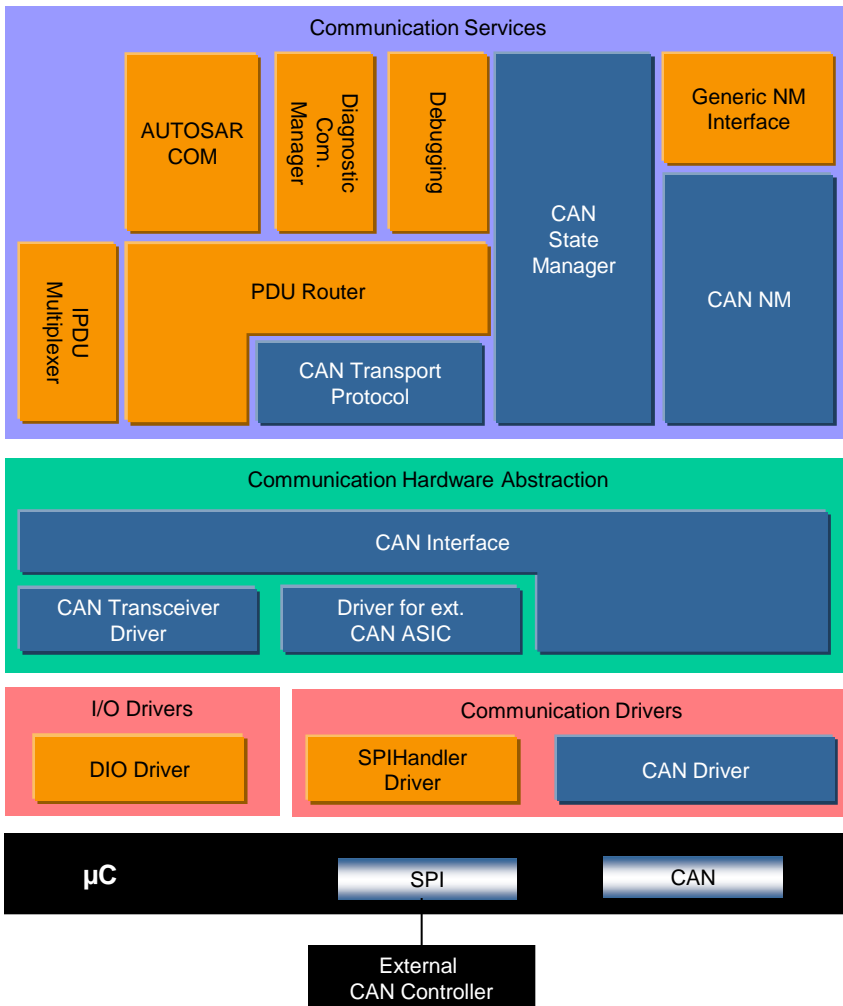 Communication Services
AUTOSAR
COM
Diagnostic
Com.
Manager
Debugging
CAN
State
Manager
Generic NM
Interface
IPDU
Multiplexer
PDU Router
CAN Transport
Protocol
CAN NM
Communication Hardware Abstraction
CAN Interface
CAN Transceiver
Driver
Driver for ext.
CAN ASIC
I/O Drivers
DIO Driver
Communication Drivers
SPIHandler
Driver
CAN Driver
µC
SPI
CAN
External
CAN Controller